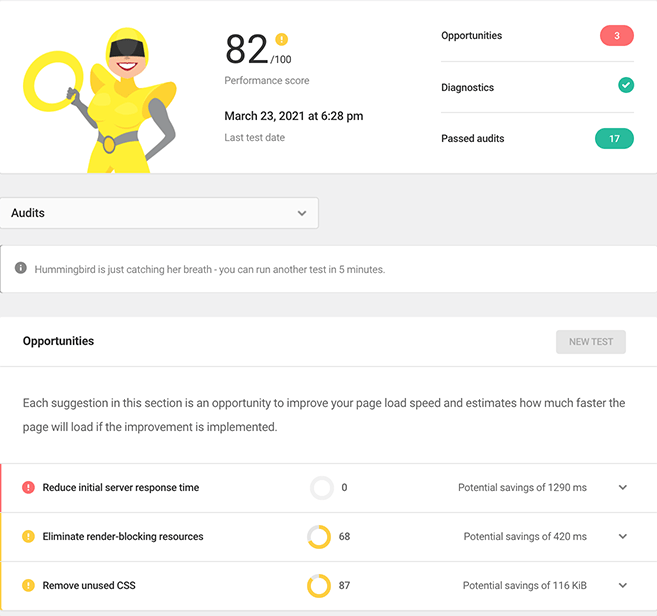 82/100
Performance score
March 23, 2021 at 6:28 pm
Last test date
Opportunities 3
Diagnostics
Passed audits 17
Audits
Hummingbird is just catching her breath - you can run another test in 5 minutes.
Opportunities NEW TEST
Each suggestion in this section is an opportunity to improve your page load speed and estimates how much faster the
page will load if the improvement is implemented.
Reduce initial server response time 0 Potential savings of 1290 ms
Eliminate render-blocking resources 68 Potential savings of 420 ms
Remove unused CSS 87 Potential savings of 116 KiB